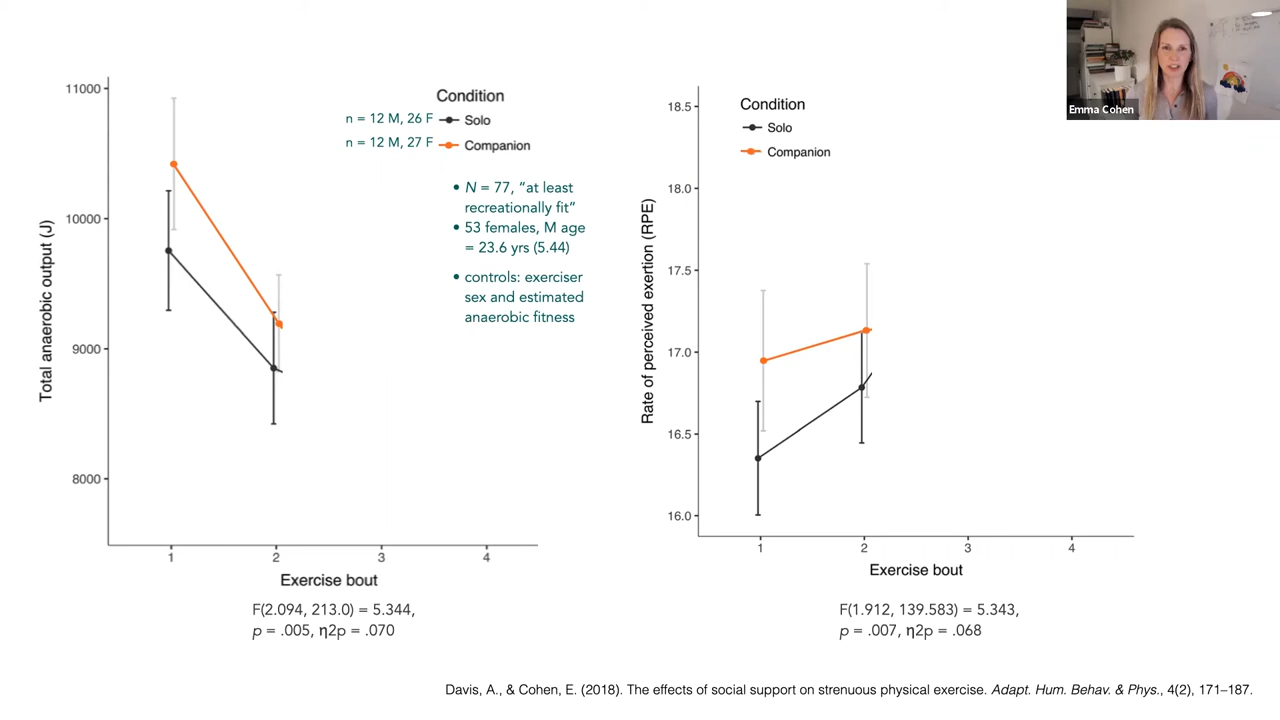 Emma Cohen
11000
10000
9000
8000
Total anaerobic output (J)
1
2
3
4
Exercise bout
Condition
n = 12 M, 26 F
Solo
n = 12 M, 27 F
Companion
• N = 77, “at least
recreationally fit”
• 53 females, M age
= 23.6 yrs (5.44)
• controls: exerciser
sex and estimated
anaerobic fitness
F(2.094, 213.0) = 5.344,
p = .005, η2p = .070
18.5
18.0
17.5
17.0
16.5
16.0
Rate of perceived exertion (RPE)
1
2
3
4
Exercise bout
Condition
Solo
Companion
F(1.912, 139.583) = 5.343,
p = .007, η2p = .068
Davis, A., & Cohen, E. (2018). The effects of social support on strenuous physical exercise. Adapt. Hum. Behav. & Phys., 4(2), 171–187.